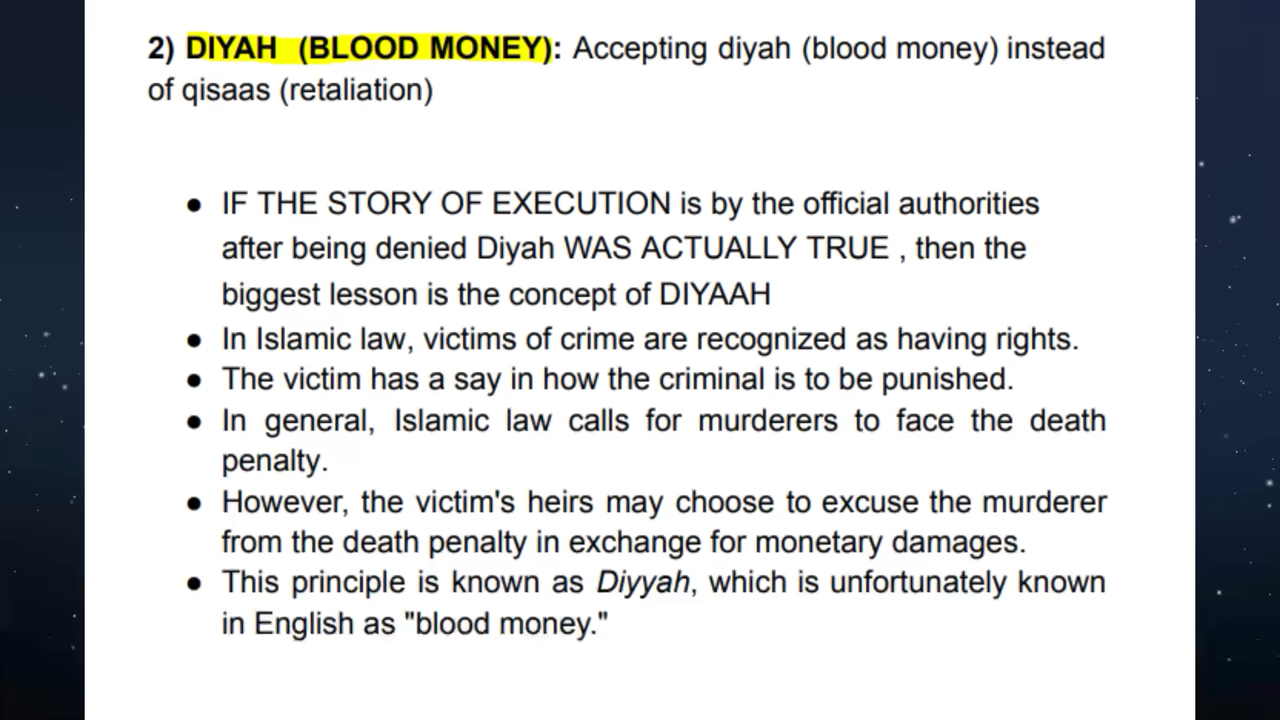 2) DIYAH (BLOOD MONEY): Accepting diyah (blood money) instead
of qisaas (retaliation)
● IF THE STORY OF EXECUTION is by the official authorities
after being denied Diyah WAS ACTUALLY TRUE , then the
biggest lesson is the concept of DIYAAH
● In Islamic law, victims of crime are recognized as having rights.
● The victim has a say in how the criminal is to be punished.
● In general, Islamic law calls for murderers to face the death
penalty.
● However, the victim's heirs may choose to excuse the murderer
from the death penalty in exchange for monetary damages.
● This principle is known as Diyyah, which is unfortunately known
in English as "blood money."